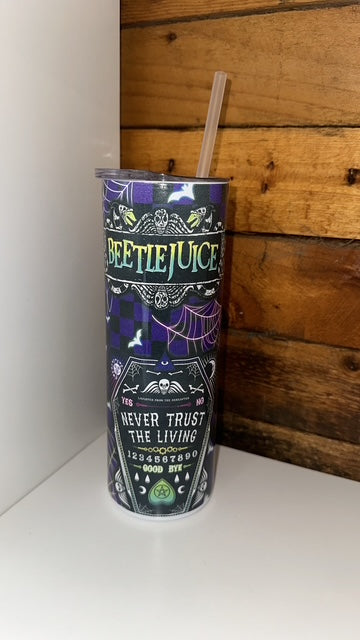 BEETLEJUICE
YES NO
NEVER TRUST
THE LIVING
1234567890
GOOD BYE